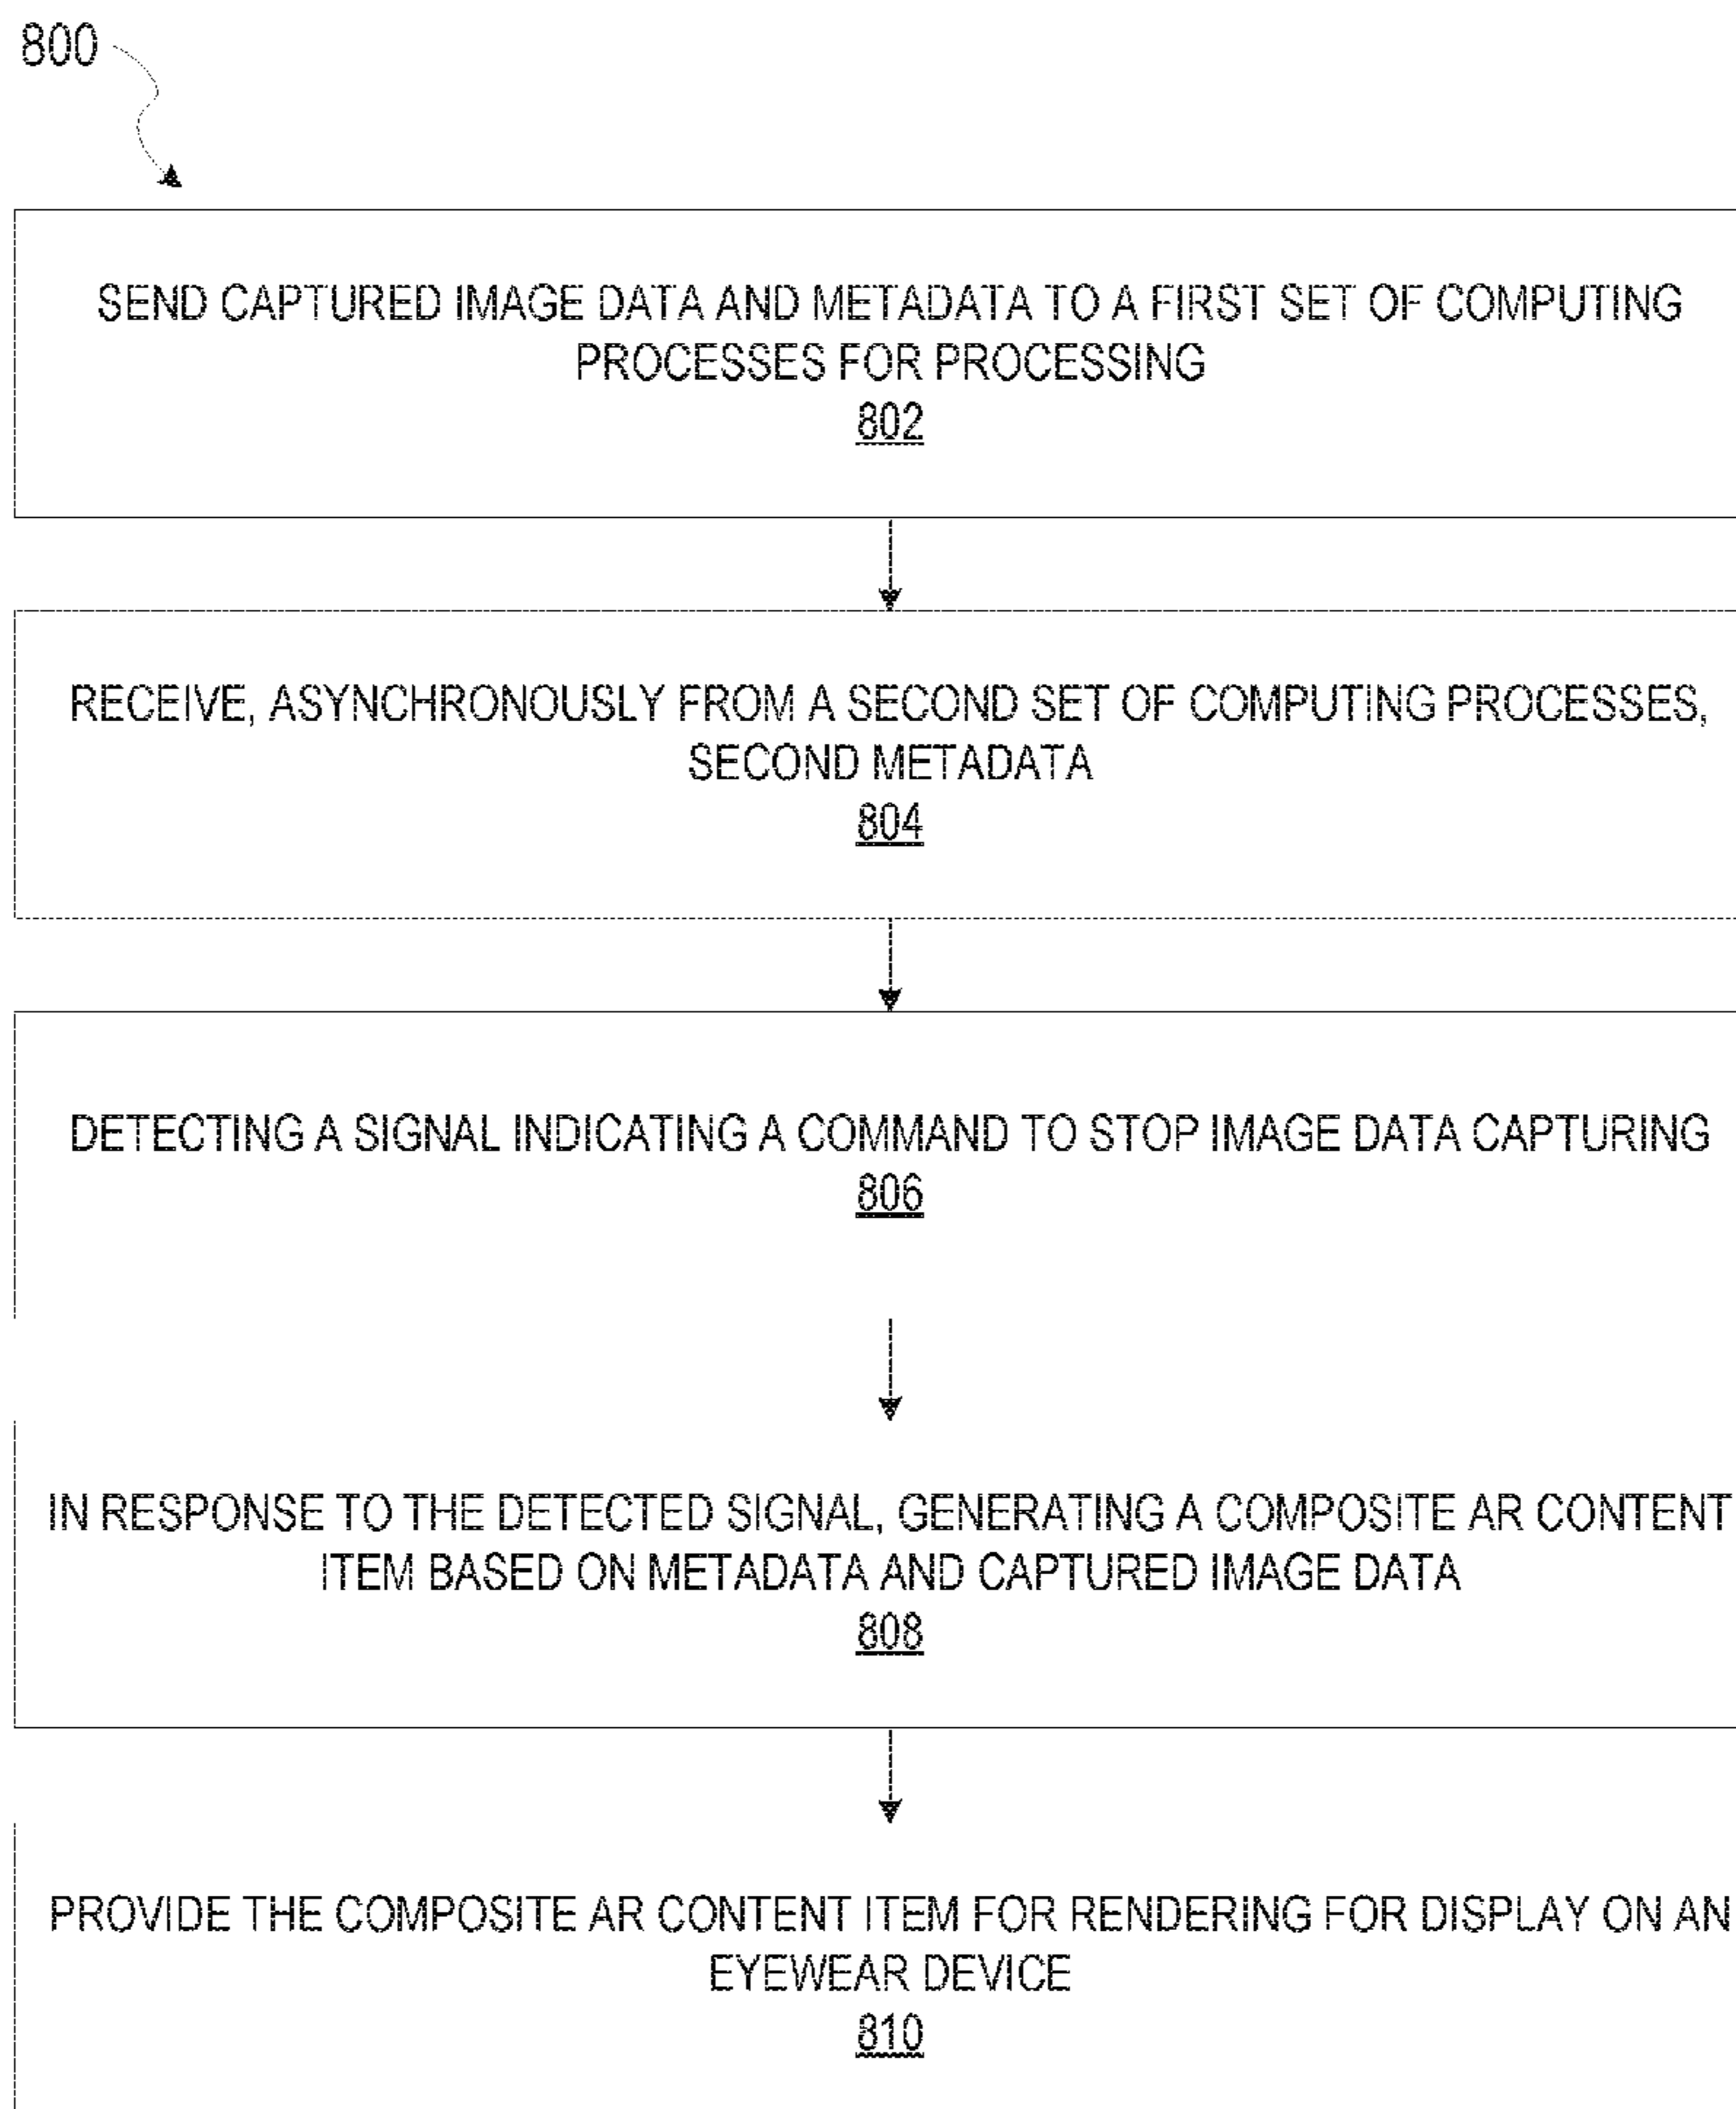 800
SEND CAPTURED IMAGE DATA AND METADATA TO A FIRST SET OF COMPUTING
PROCESSES FOR PROCESSING
802
RECEIVE, ASYNCHRONOUSLY FROM A SECOND SET OF COMPUTING PROCESSES,
SECOND METADATA
804
DETECTING A SIGNAL INDICATING A COMMAND TO STOP IMAGE DATA CAPTURING
806
IN RESPONSE TO THE DETECTED SIGNAL, GENERATING A COMPOSITE AR CONTENT
ITEM BASED ON METADATA AND CAPTURED IMAGE DATA
808
PROVIDE THE COMPOSITE AR CONTENT ITEM FOR RENDERING FOR DISPLAY ON AN
EYEWEAR DEVICE
810